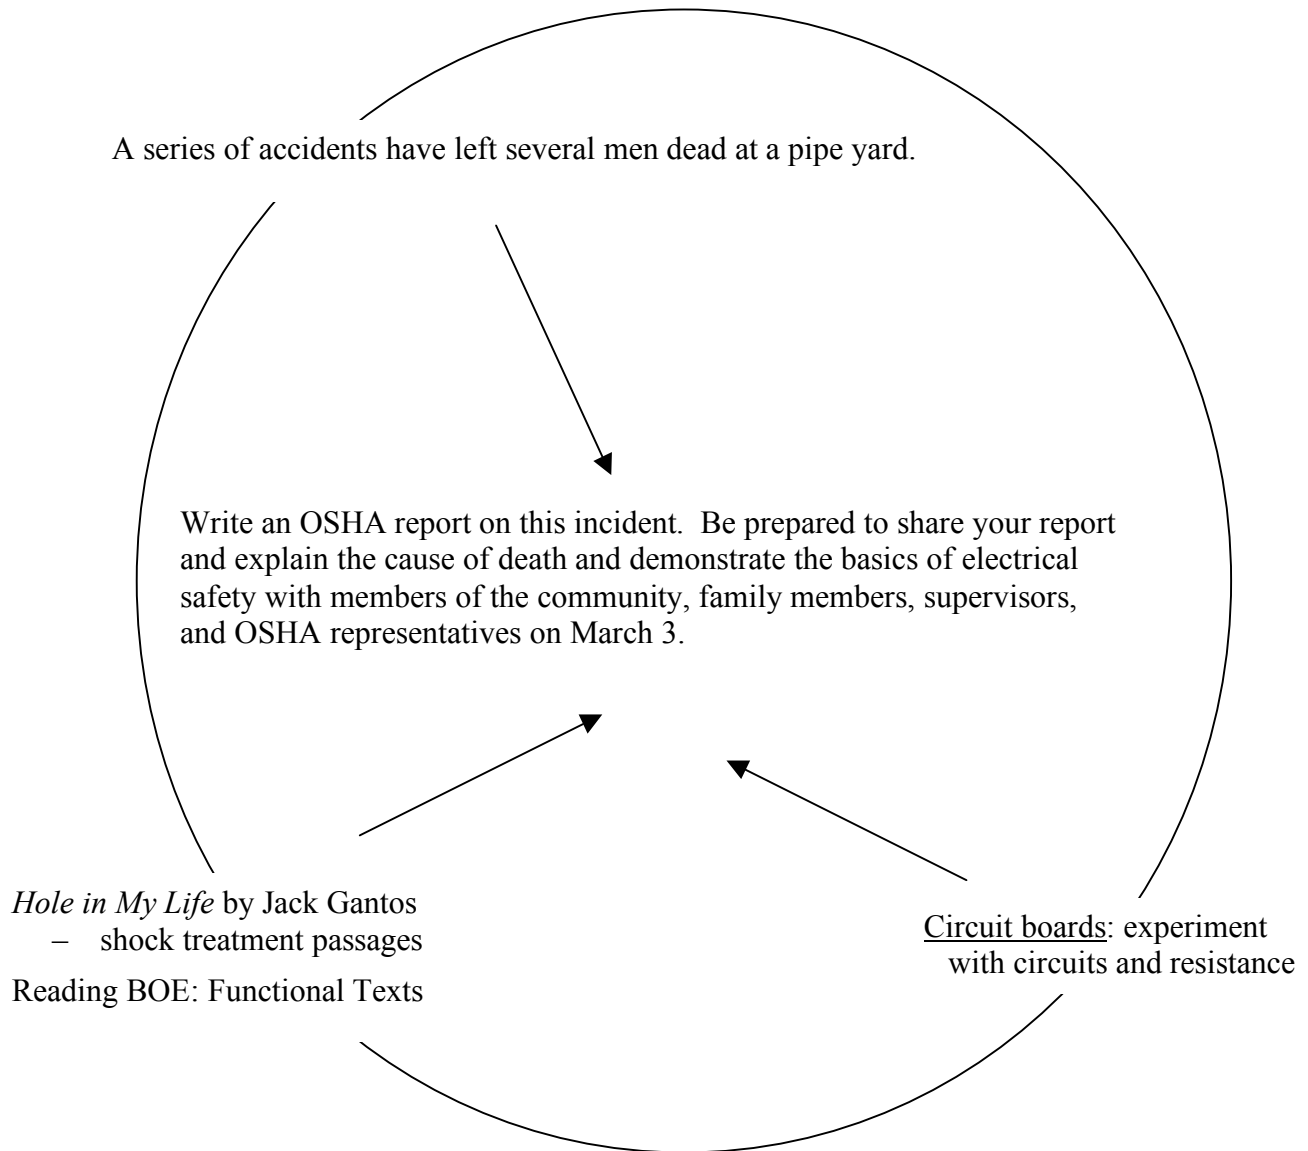 A series of accidents have left several men dead at a pipe yard.
Write an OSHA report on this incident.  Be prepared to share your report
and explain the cause of death and demonstrate the basics of electrical
safety with members of the community, family members, supervisors,
and OSHA representatives on March 3.
Hole in My Life by Jack Gantos
– shock treatment passages
Reading BOE: Functional Texts
Circuit boards: experiment
with circuits and resistance